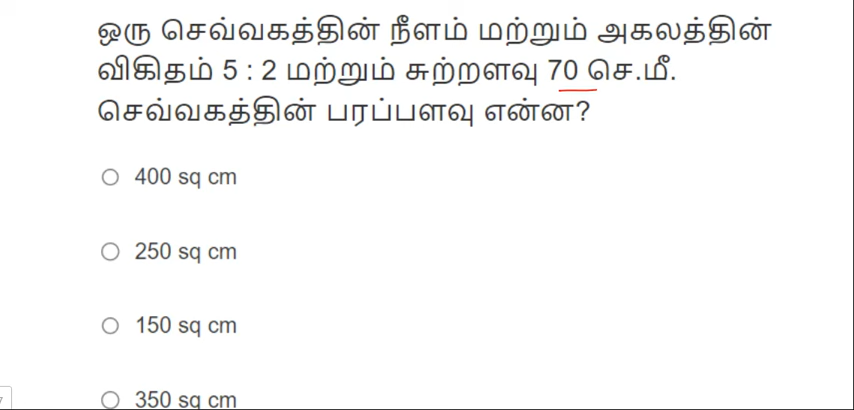 ஒரு செவ்வகத்தின் நீளம் மற்றும் அகலத்தின்
விகிதம் 5 : 2 மற்றும் சுற்றளவு 70 செ.மீ.
செவ்வகத்தின் பரப்பளவு என்ன?
400 sq cm
250 sq cm
150 sq cm
350 sq cm